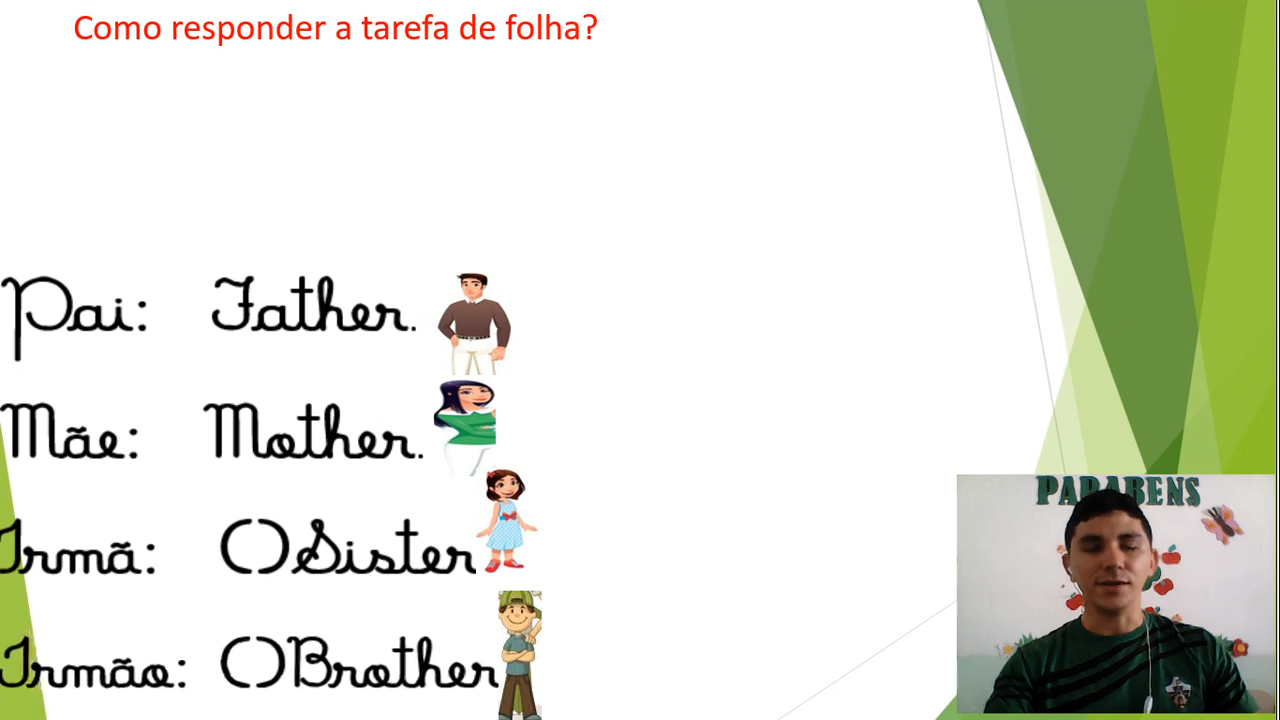 Como responder a tarefa de folha?
Pai: Father.
Mãe: Mother.
Irmã: ()Sister
Irmão: ()Brother
PARABENS